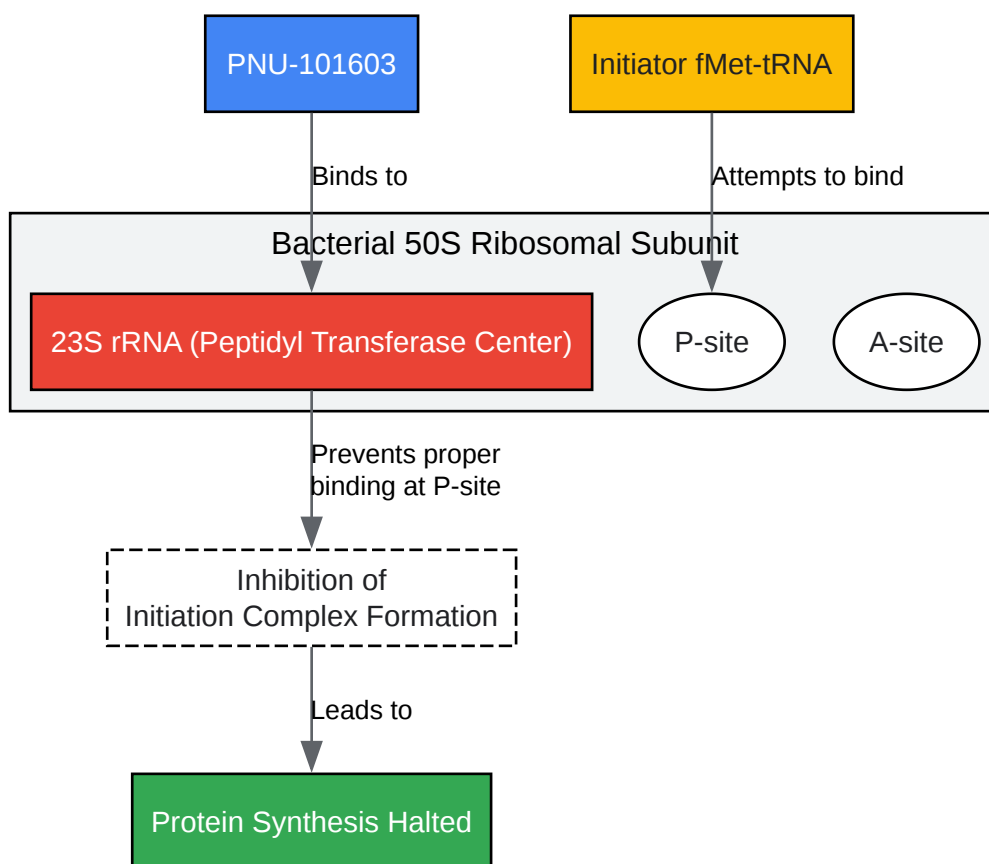 PNU-101603
Initiator fMet-tRNA
Binds to
Attempts to bind
Bacterial 50S Ribosomal Subunit
23S rRNA (Peptidyl Transferase Center)
P-site
A-site
Prevents proper
binding at P-site
Inhibition of
Initiation Complex Formation
Leads to
Protein Synthesis Halted